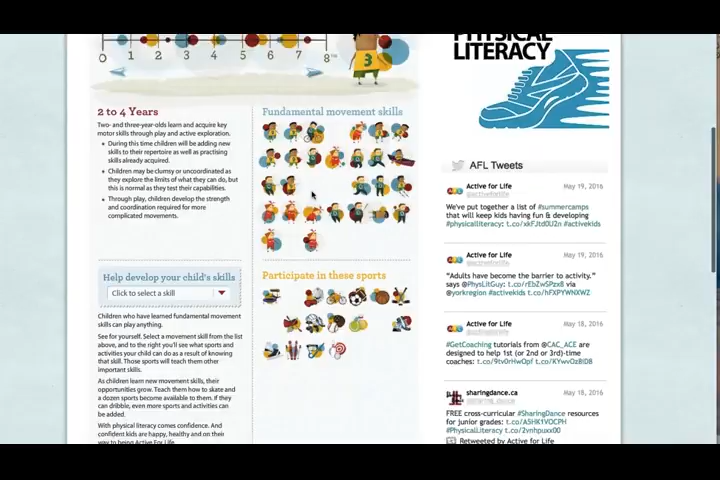 0 1 2 3 4 5 6 7 8
3
PHYSICAL
LITERACY
2 to 4 Years
Two- and three-year-olds learn and acquire key
motor skills through play and active exploration.
During this time children will be adding new
skills to their repertoire as well as practising
skills already acquired.
Children may be clumsy or uncoordinated as
they explore the limits of what they can do, but
this is normal as they test their capabilities.
Through play, children develop the strength
and coordination required for more
complicated movements.
Help develop your child's skills
Click to select a skill
Children who have learned fundamental movement
skills can play anything.
See for yourself. Select a movement skill from the list
above, and to the right you'll see what sports and
activities your child can do as a result of knowing
that skill. Those sports will teach them other
important skills.
As children learn new movement skills, their
opportunities grow. Teach them how to skate and
a dozen sports become available to them. If they
can dribble, even more sports and activities can
be added.
With physical literacy comes confidence. And
confident kids are happy, healthy and on their
way to being Active For Life.
Fundamental movement skills
Participate in these sports
AFL Tweets
Active for Life May 19, 2016
@activeforlife
We've put together a list of #summercamps
that will keep kids having fun & developing
#physicalliteracy: t.co/xkFJtd0U2n #activekids
Active for Life May 19, 2016
@activeforlife
"Adults have become the barrier to activity."
says @PhysLitGuy: t.co/rEbZwSPzx8 via
@yorkregion #activekids t.co/hFXPYWNXWZ
Active for Life May 18, 2016
@activeforlife
#GetCoaching tutorials from @CAC_ACE are
designed to help 1st (or 2nd or 3rd)-time
coaches: t.co/9tv0rHwOpf t.co/KYwvOzBiDB
sharingdance.ca May 18, 2016
FREE cross-curricular #SharingDance resources
for junior grades: t.co/A5HK1VOCPH
#PhysicalLiteracy t.co/2vnhpuxx00
Retweeted by Active for Life